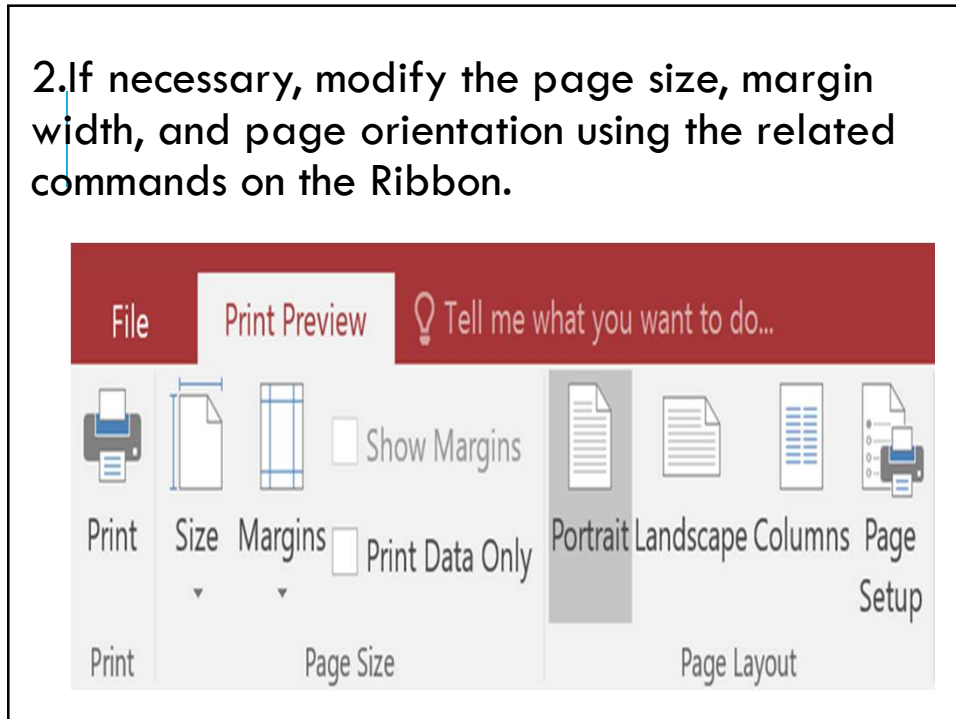 2.If necessary, modify the page size, margin
width, and page orientation using the related
commands on the Ribbon.
File Print Preview Tell me what you want to do...
Show Margins
Print Size Margins Print Data Only Portrait Landscape Columns Page
Setup
Print Page Size Page Layout